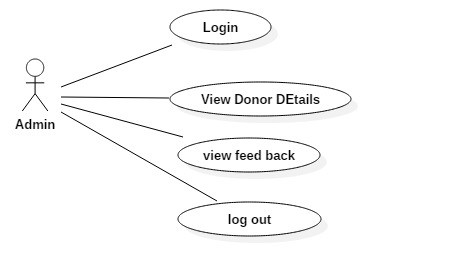 Login
View Donor DEtails
Admin
view feed back
log out